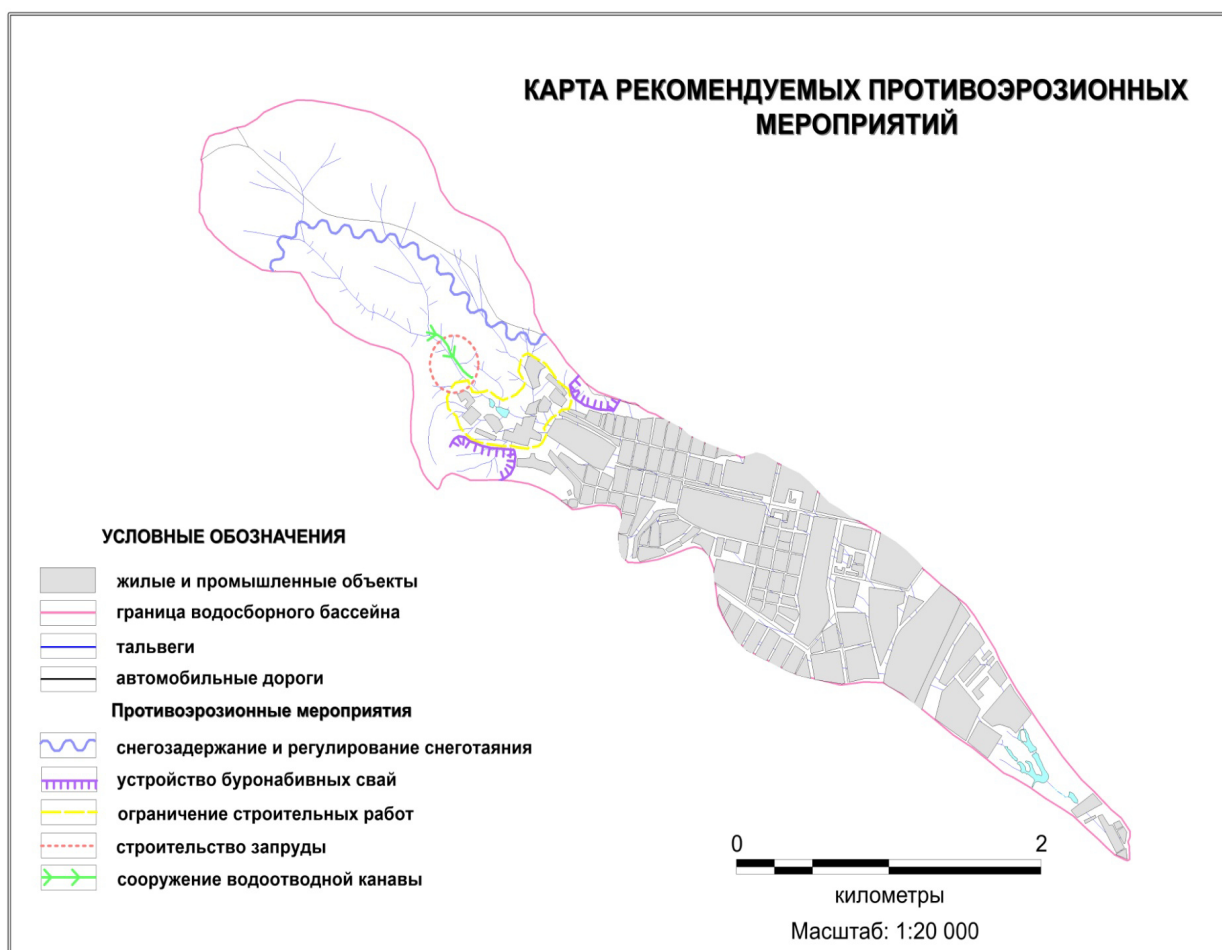 КАРТА РЕКОМЕНДУЕМЫХ ПРОТИВОЭРОЗИОННЫХ
МЕРОПРИЯТИЙ
УСЛОВНЫЕ ОБОЗНАЧЕНИЯ
жилые и промышленные объекты
граница водосборного бассейна
тальвеги
автомобильные дороги
Противоэрозионные мероприятия
снегозадержание и регулирование снеготаяния
устройство буронабивных свай
ограничение строительных работ
строительство запруды
сооружение водоотводной канавы
0 2
километры
Масштаб: 1:20 000